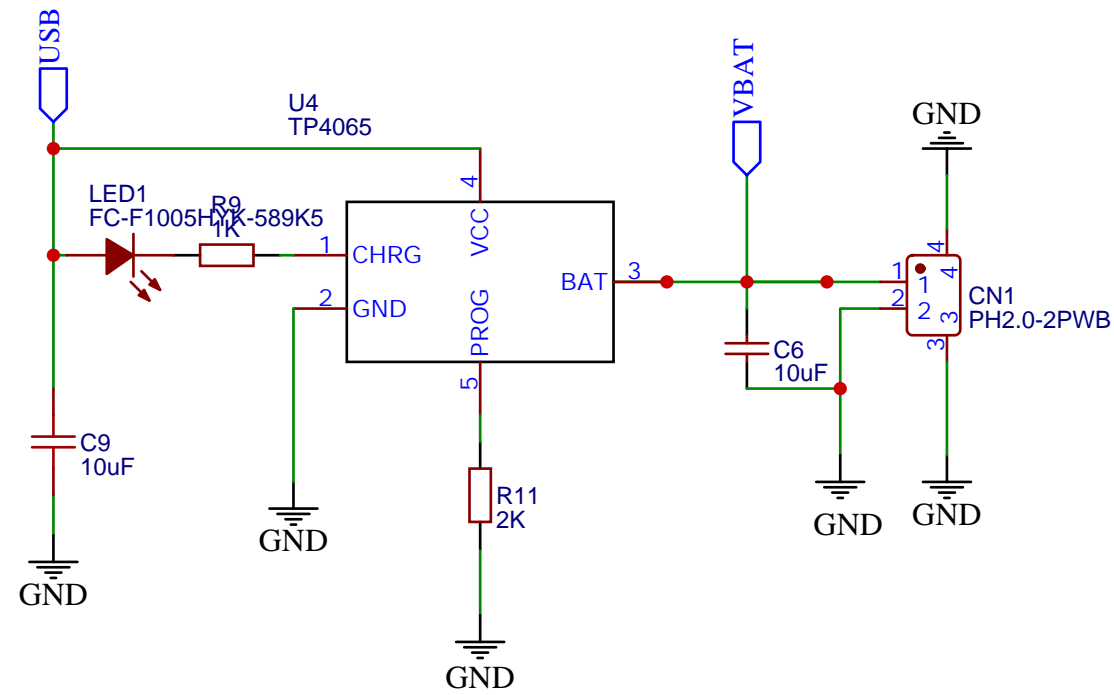 USB
VBAT
GND
U4
TP4065
4
LED1
FC-F1005HYK-589K5
R9
1K
VCC
1
CHRG
2
GND
BAT
3
PROG
5
4
1
1
4
2
2
3
3
CN1
PH2.0-2PWB
C6
10uF
C9
10uF
R11
2K
GND
GND
GND
GND
GND